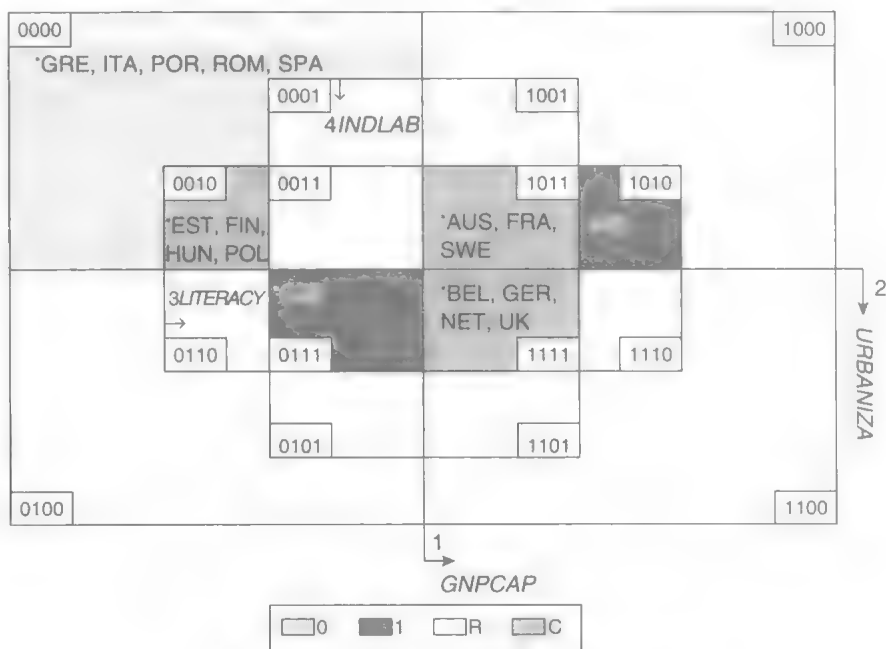 0000 1000
*GRE, ITA, POR, ROM, SPA
0001 1001
4INDLAB
0010 0011 1011 1010
*EST, FIN, HUN, POL
*AUS, FRA, SWE
3LITERACY
*BEL, GER, NET, UK
2
URBANIZA
0110 0111 1111 1110
0101 1101
0100 1100
1
GNPCAP
0 1 R C